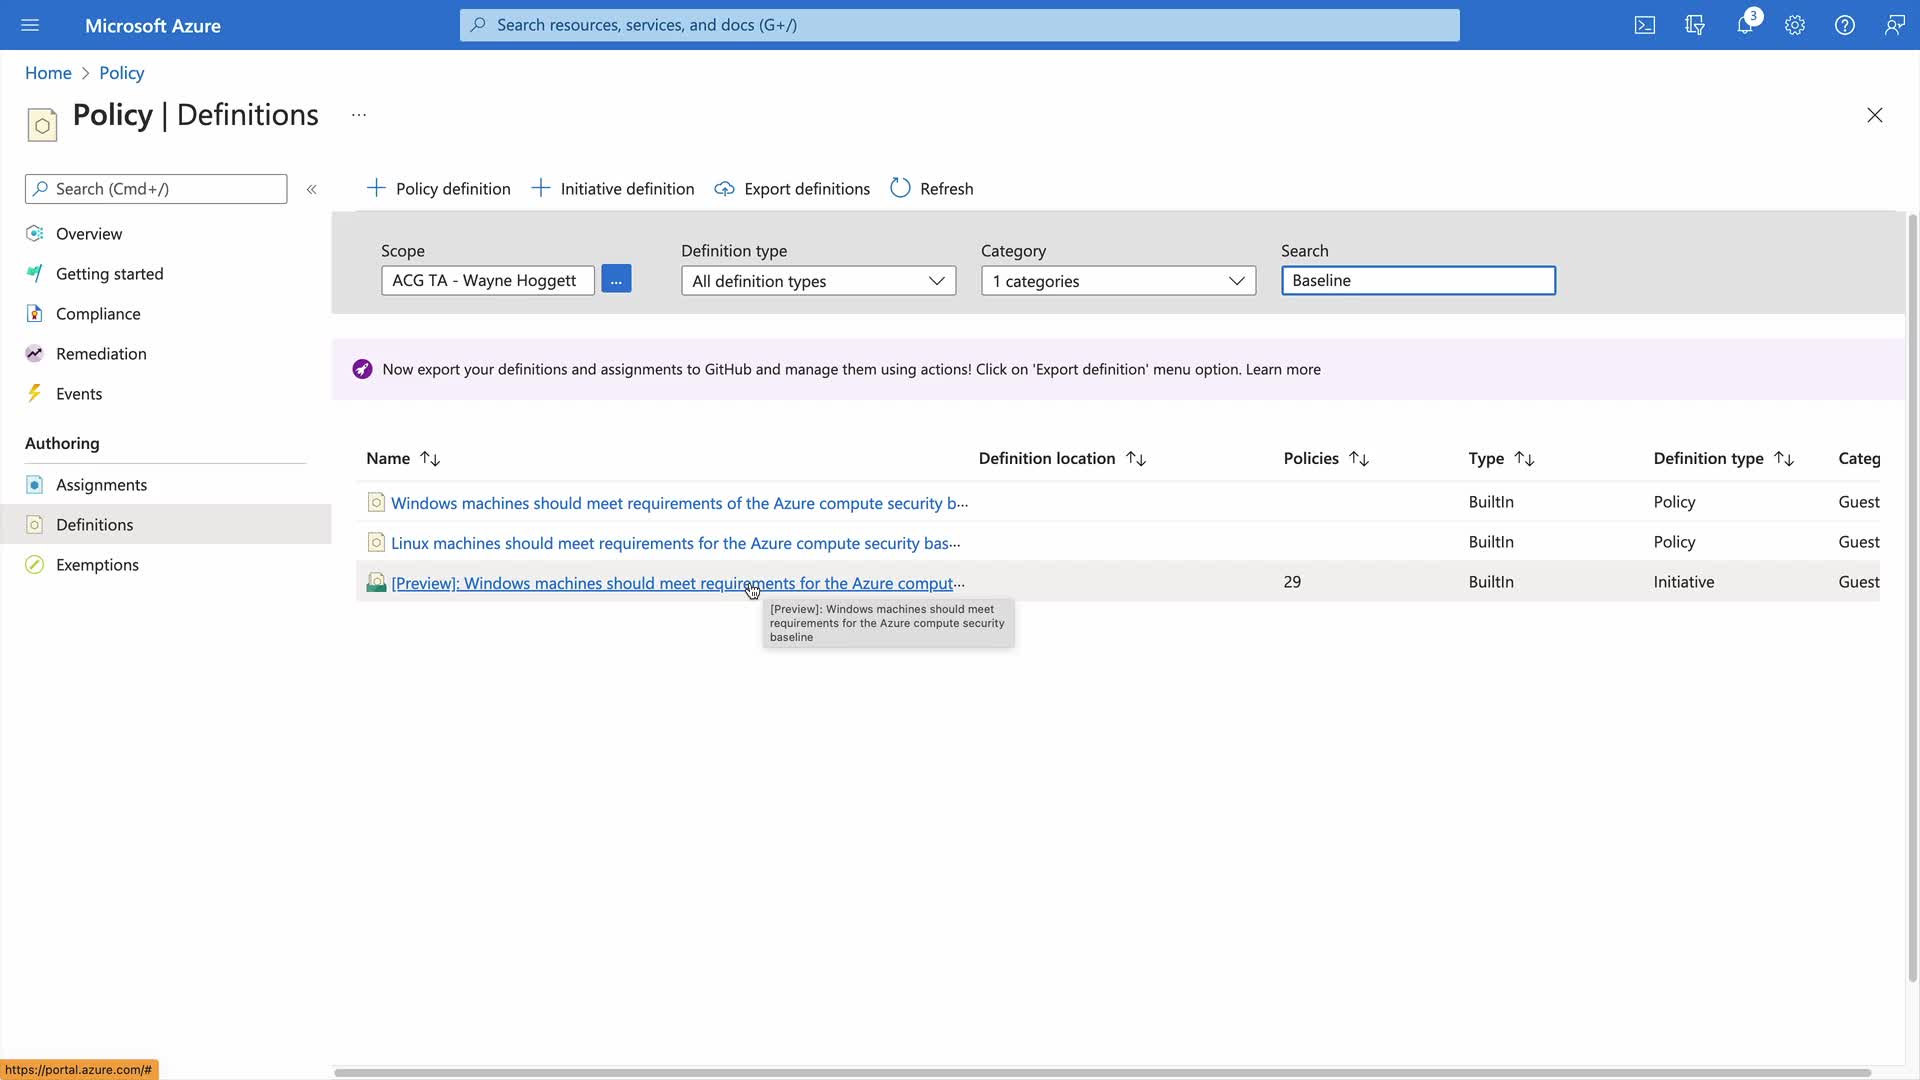 Microsoft Azure
Search resources, services, and docs (G+/)
3
Home > Policy
Policy | Definitions ...
Search (Cmd+/)
«
Policy definition
Initiative definition
Export definitions
Refresh
Overview
Getting started
Compliance
Remediation
Events
Authoring
Assignments
Definitions
Exemptions
Scope
Definition type
Category
Search
ACG TA - Wayne Hoggett
...
All definition types
1 categories
Baseline
Now export your definitions and assignments to GitHub and manage them using actions! Click on 'Export definition' menu option. Learn more
Name ↑↓ Definition location ↑↓ Policies ↑↓ Type ↑↓ Definition type ↑↓ Categ
Windows machines should meet requirements of the Azure compute security b... BuiltIn Policy Guest
Linux machines should meet requirements for the Azure compute security bas... BuiltIn Policy Guest
[Preview]: Windows machines should meet requirements for the Azure comput... 29 BuiltIn Initiative Guest
[Preview]: Windows machines should meet
requirements for the Azure compute security
baseline
https://portal.azure.com/#